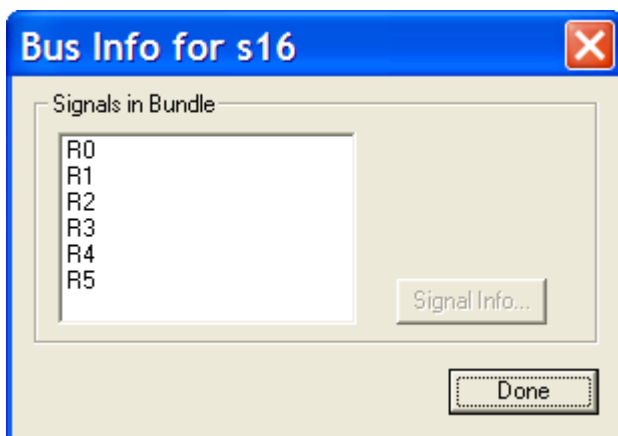 Bus Info for s16
Signals in Bundle
R0
R1
R2
R3
R4
R5
Signal Info...
Done